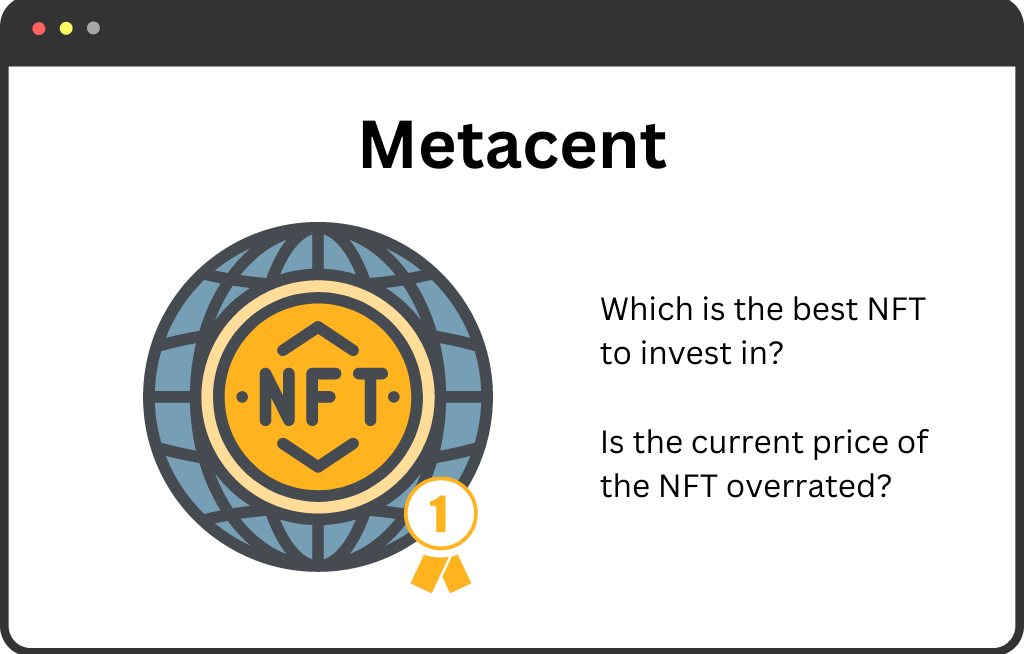 Metacent
NFT
1
Which is the best NFT
to invest in?
Is the current price of
the NFT overrated?